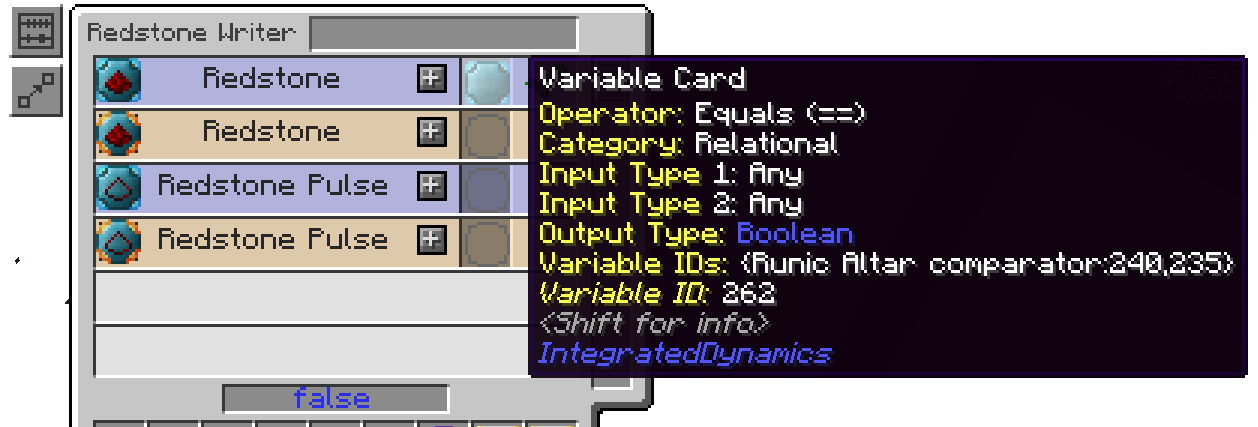 Redstone Writer
Redstone
Redstone
Redstone Pulse
Redstone Pulse
false
Variable Card
Operator: Equals (==)
Category: Relational
Input Type 1: Any
Input Type 2: Any
Output Type: Boolean
Variable IDs: {Runic Altar comparator:240,235}
Variable ID: 262
<Shift for info>
IntegratedDynamics